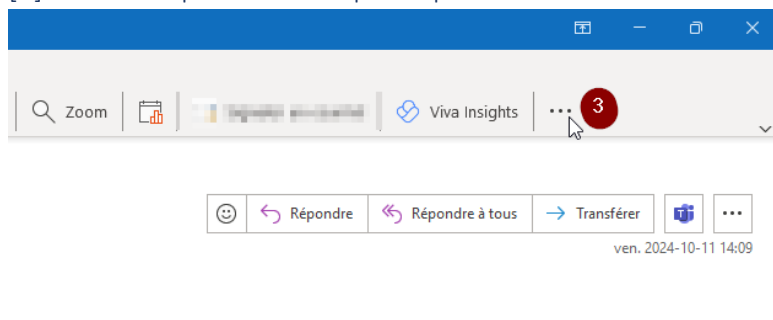 Zoom Viva Insights ... 3
Répondre Répondre à tous Transférer ...
ven. 2024-10-11 14:09